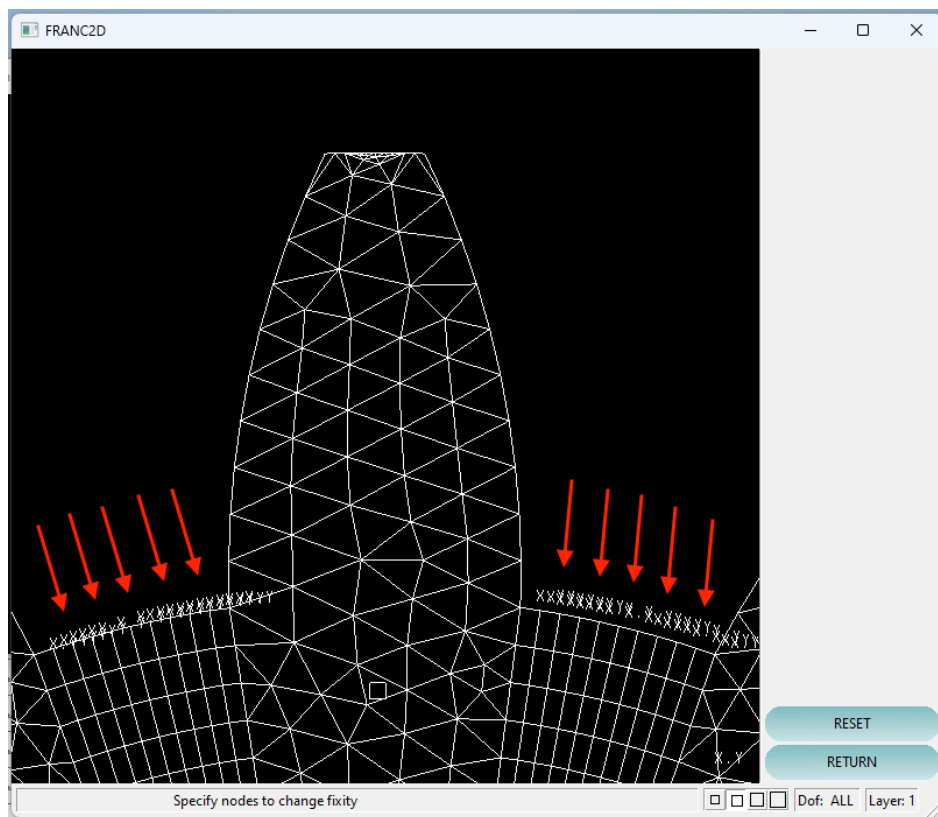 FRANC2D
RESET
RETURN
X.Y
Specify nodes to change fixity
Dof: ALL
Layer: 1